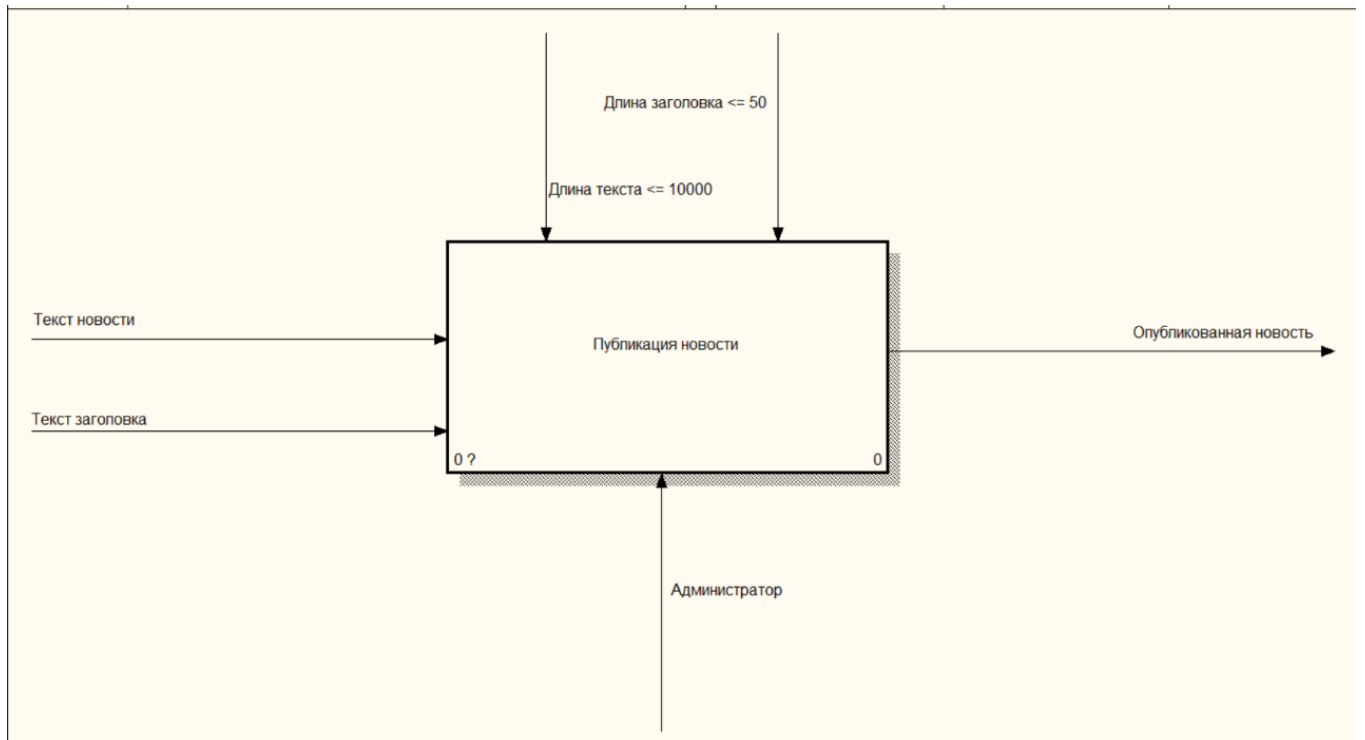 Длина заголовка <= 50
Длина текста <= 10000
Текст новости
Опубликованная новость
Публикация новости
Текст заголовка
0 ?
0
Администратор